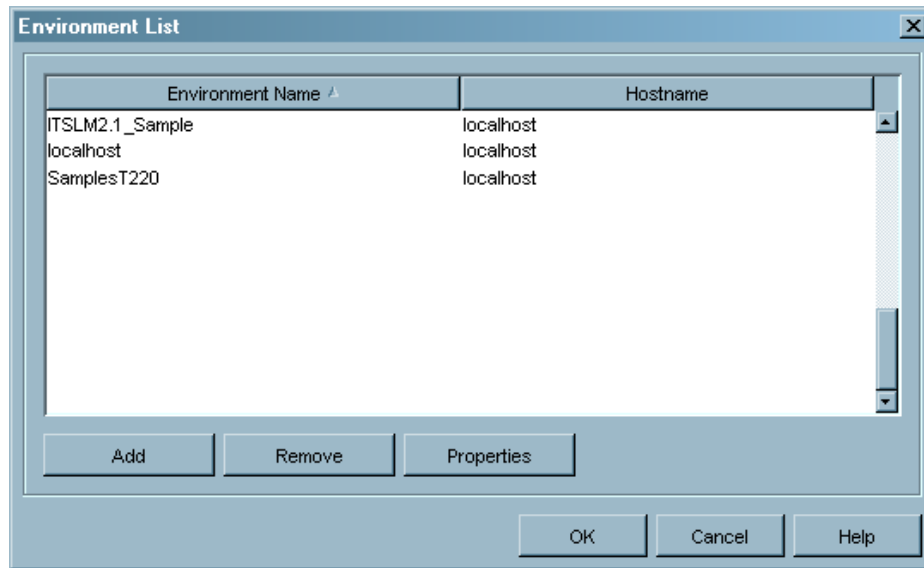 Environment List
Environment Name Hostname
ITSLM2.1_Sample localhost
localhost localhost
SamplesT220 localhost
Add Remove Properties
OK Cancel Help